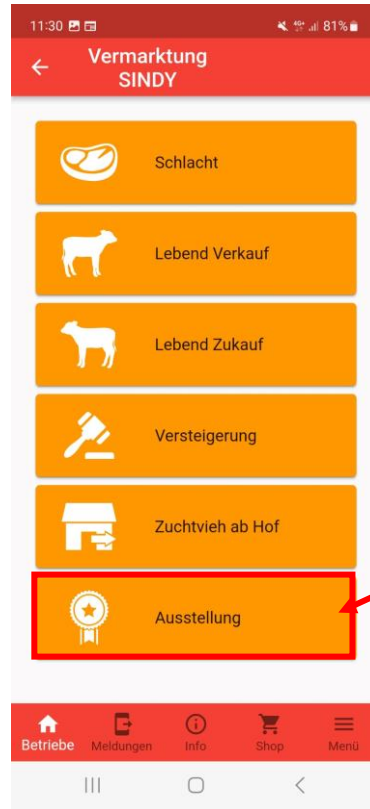 11:30 81%
Vermarktung
SINDY
Schlacht
Lebend Verkauf
Lebend Zukauf
Versteigerung
Zuchtvieh ab Hof
Ausstellung
Betriebe Meldungen Info Shop Menü